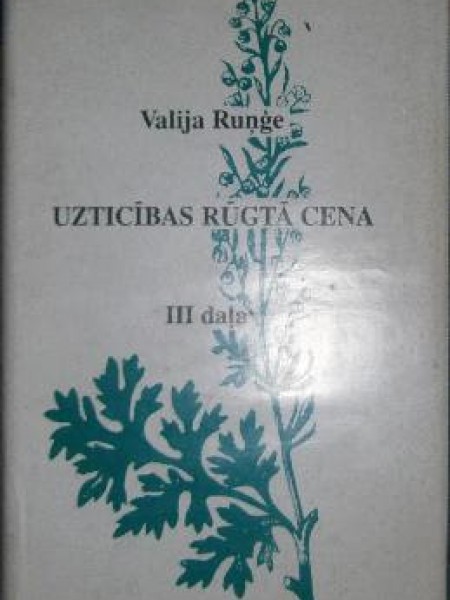 Valija Ruņģe
UZTICĪBAS RŪGTĀ CENA
III daļa